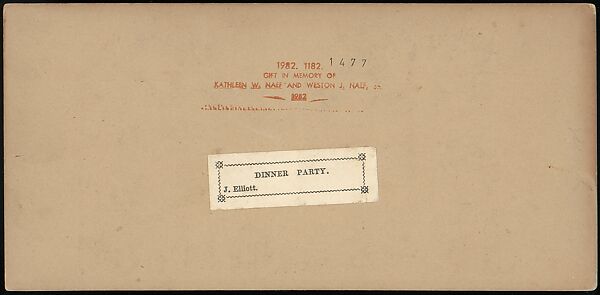 1982. 1182. 1477
GIFT IN MEMORY OF
KATHLEEN W. NAEF AND WESTON J. NAEF, SR.
1982
DINNER PARTY.
J. Elliott.